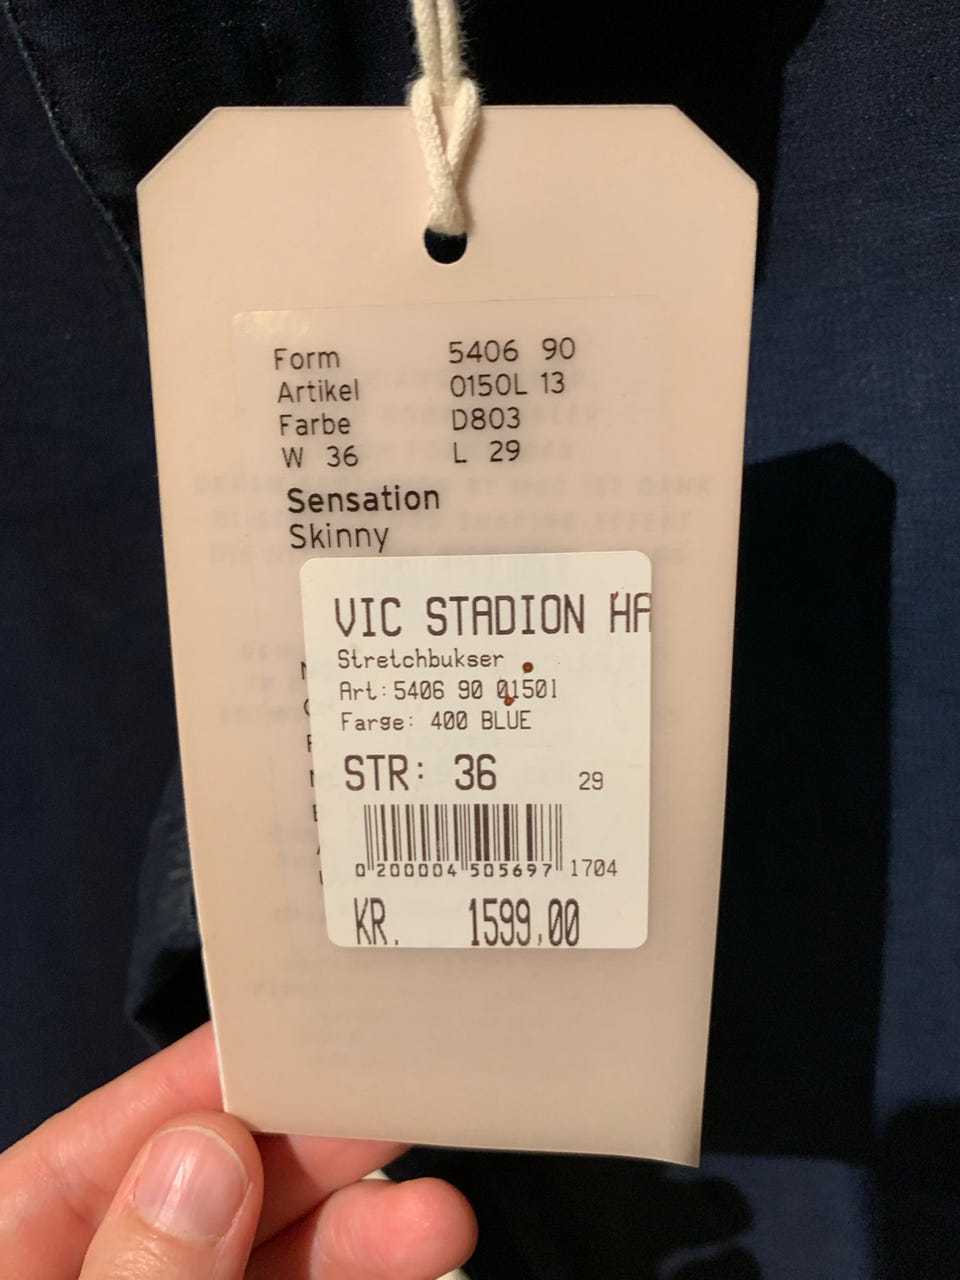 Form 5406 90
Artikel 0150L 13
Farbe D803
W 36 L 29
Sensation
Skinny
VIC STADION HA
Stretchbukser
Art: 5406 90 0150l
Farge: 400 BLUE
STR: 36 29
0 200004 505697 1704
KR. 1599,00